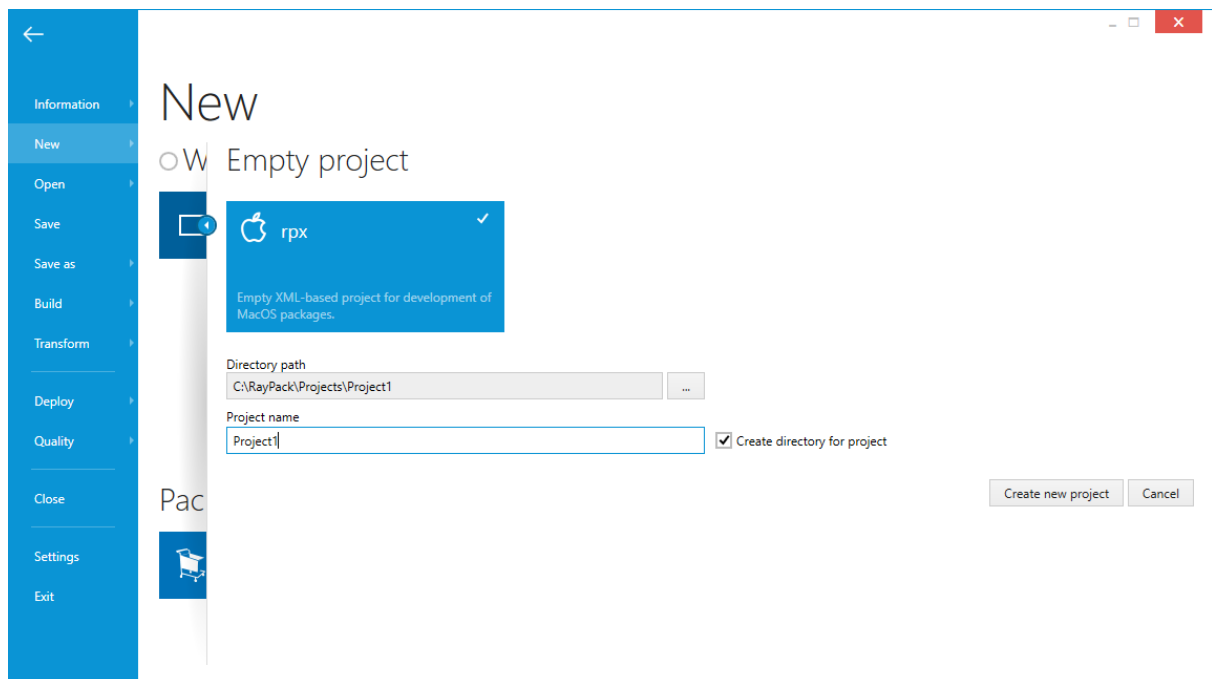 Information
New
Open
Save
Save as
Build
Transform
Deploy
Quality
Close
Settings
Exit
New
W
Empty project
rpx
Empty XML-based project for development of
MacOS packages.
Directory path
C:\RayPack\Projects\Project1
...
Project name
Project1
Create directory for project
Pac
Create new project
Cancel